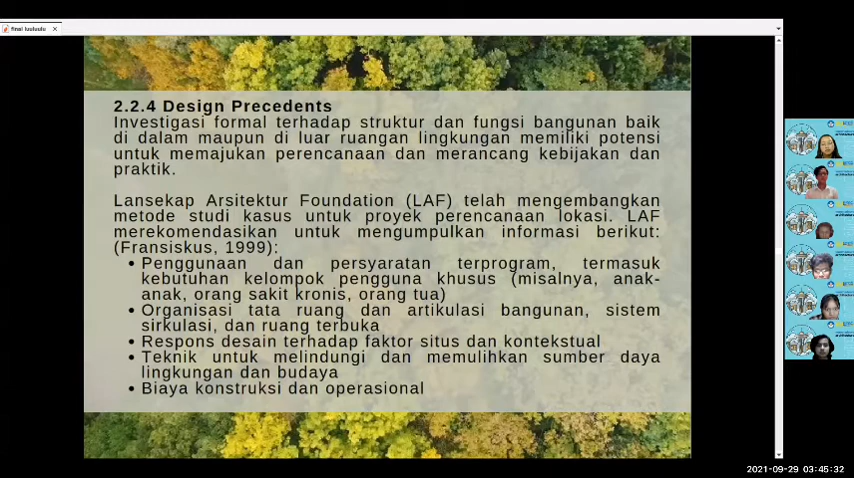 final luuluulu
2.2.4 Design Precedents
Investigasi formal terhadap struktur dan fungsi bangunan baik
di dalam maupun di luar ruangan lingkungan memiliki potensi
untuk memajukan perencanaan dan merancang kebijakan dan
praktik.
Lansekap Arsitektur Foundation (LAF) telah mengembangkan
metode studi kasus untuk proyek perencanaan lokasi. LAF
merekomendasikan untuk mengumpulkan informasi berikut:
(Fransiskus, 1999):
• Penggunaan dan persyaratan terprogram, termasuk
kebutuhan kelompok pengguna khusus (misalnya, anak-
anak, orang sakit kronis, orang tua)
• Organisasi tata ruang dan artikulasi bangunan, sistem
sirkulasi, dan ruang terbuka
• Respons desain terhadap faktor situs dan kontekstual
• Teknik untuk melindungi dan memulihkan sumber daya
lingkungan dan budaya
• Biaya konstruksi dan operasional
2021-09-29 03:45:32